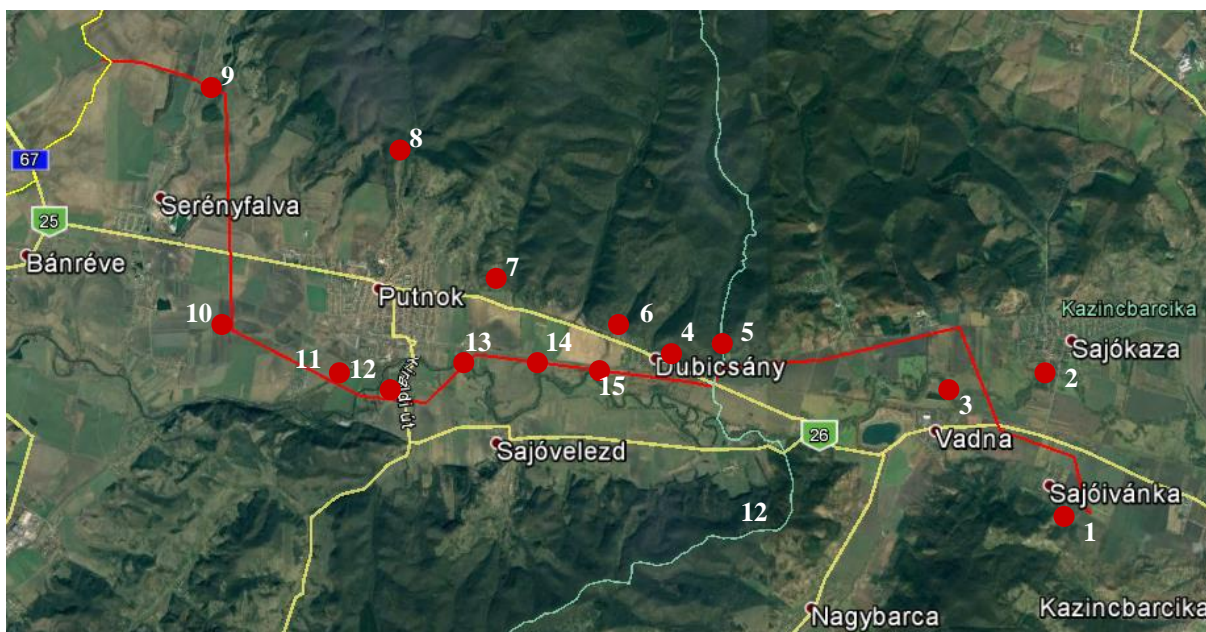 9
8
67
Serényfalva
25
Bánréve
7
Putnok
10
6
Kazincbarcika
5
4
Sajókaza
13
14
11
12
Dubicsány
15
2
3
26
Vadna
Sajóvelezd
Sajóivánka
12
1
Nagybarca
Kazincbarcika